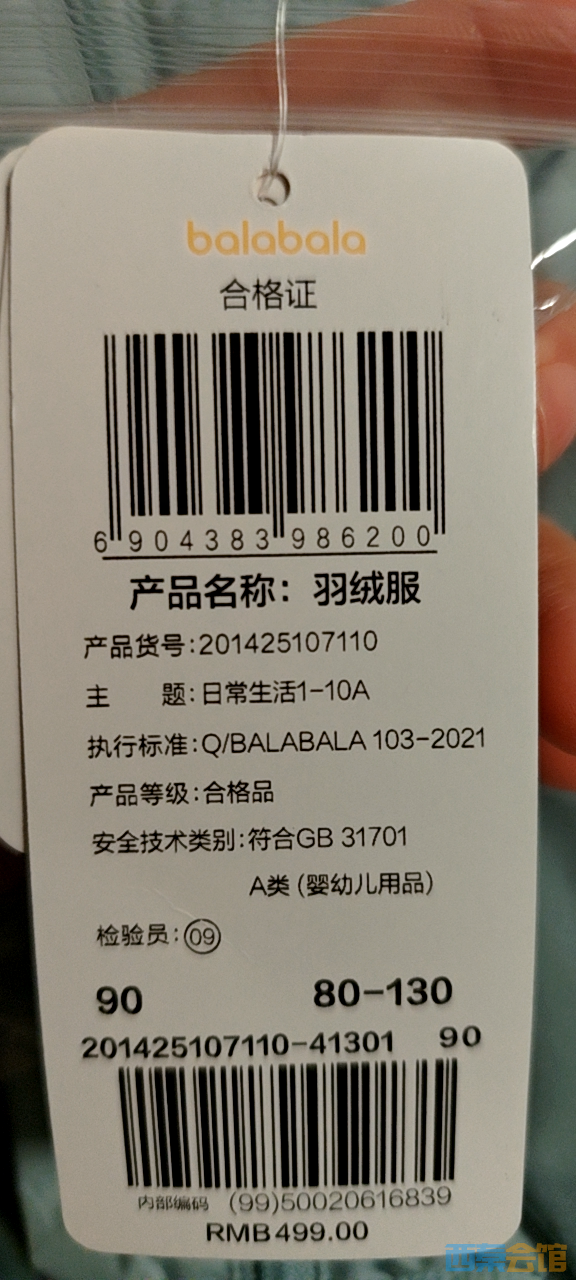 balabala
合格证
6 904383 986200
产品名称：羽绒服
产品货号:201425107110
主 题:日常生活1-10A
执行标准:Q/BALABALA 103-2021
产品等级:合格品
安全技术类别:符合GB 31701
A类 (婴幼儿用品)
检验员:09
90 80-130
201425107110-41301 90
内部编码 (99)50020616839
RMB499.00
西祠会馆